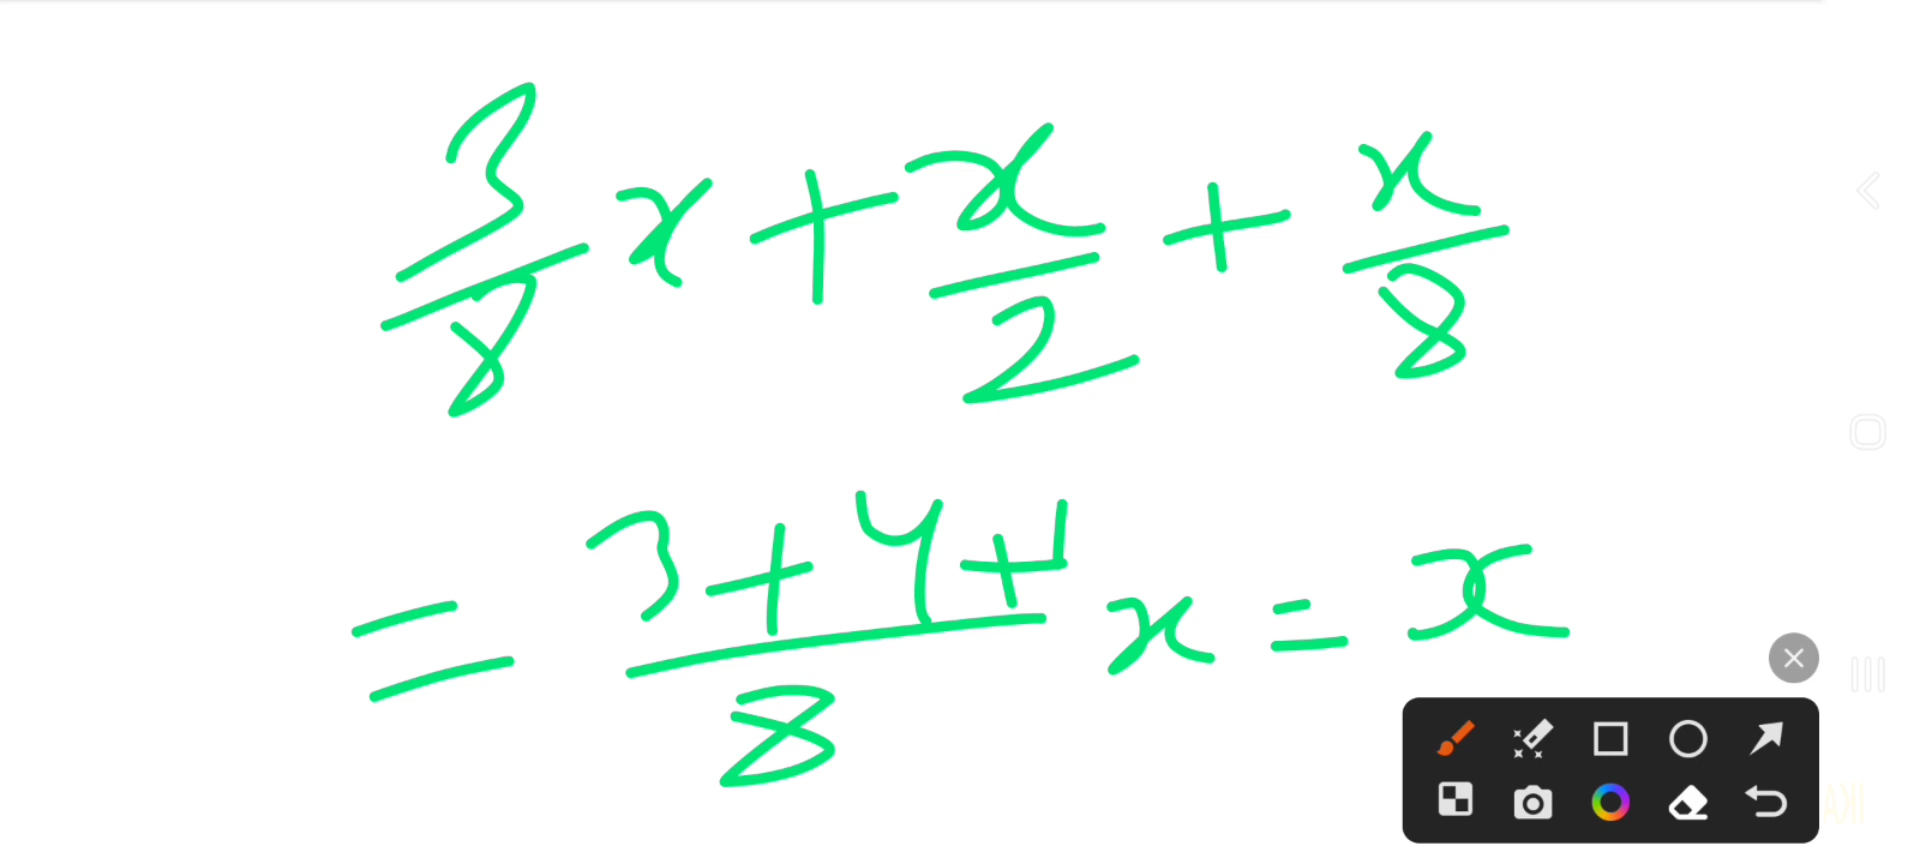 3/8 x + x/2 + x/8
= (3+4+1)/8 x = x